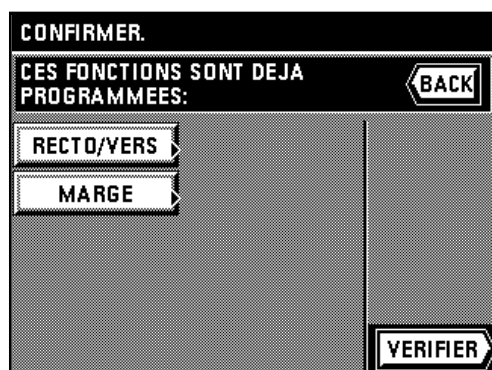 CONFIRMER.
CES FONCTIONS SONT DEJA
PROGRAMMEES:
BACK
RECTO/VERS
MARGE
VERIFIER